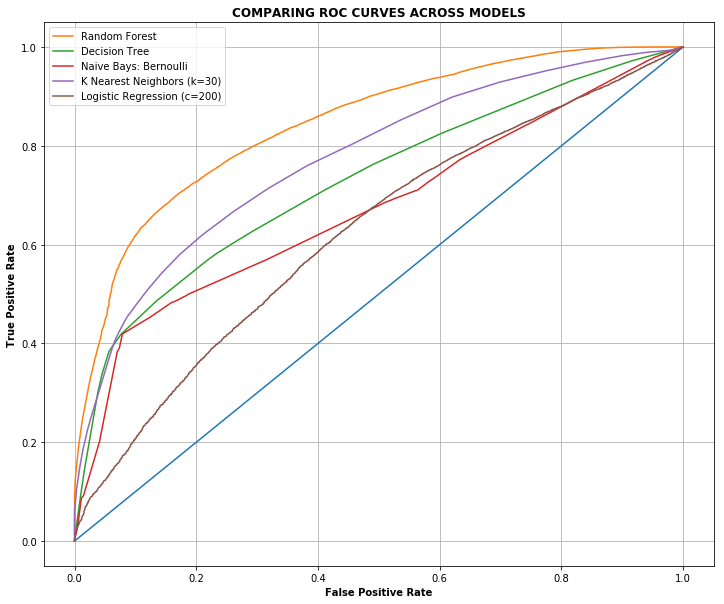 COMPARING ROC CURVES ACROSS MODELS
Random Forest
Decision Tree
Naive Bays: Bernoulli
K Nearest Neighbors (k=30)
Logistic Regression (c=200)
True Positive Rate
1.0
0.8
0.6
0.4
0.2
0.0
0.0 0.2 0.4 0.6 0.8 1.0
False Positive Rate